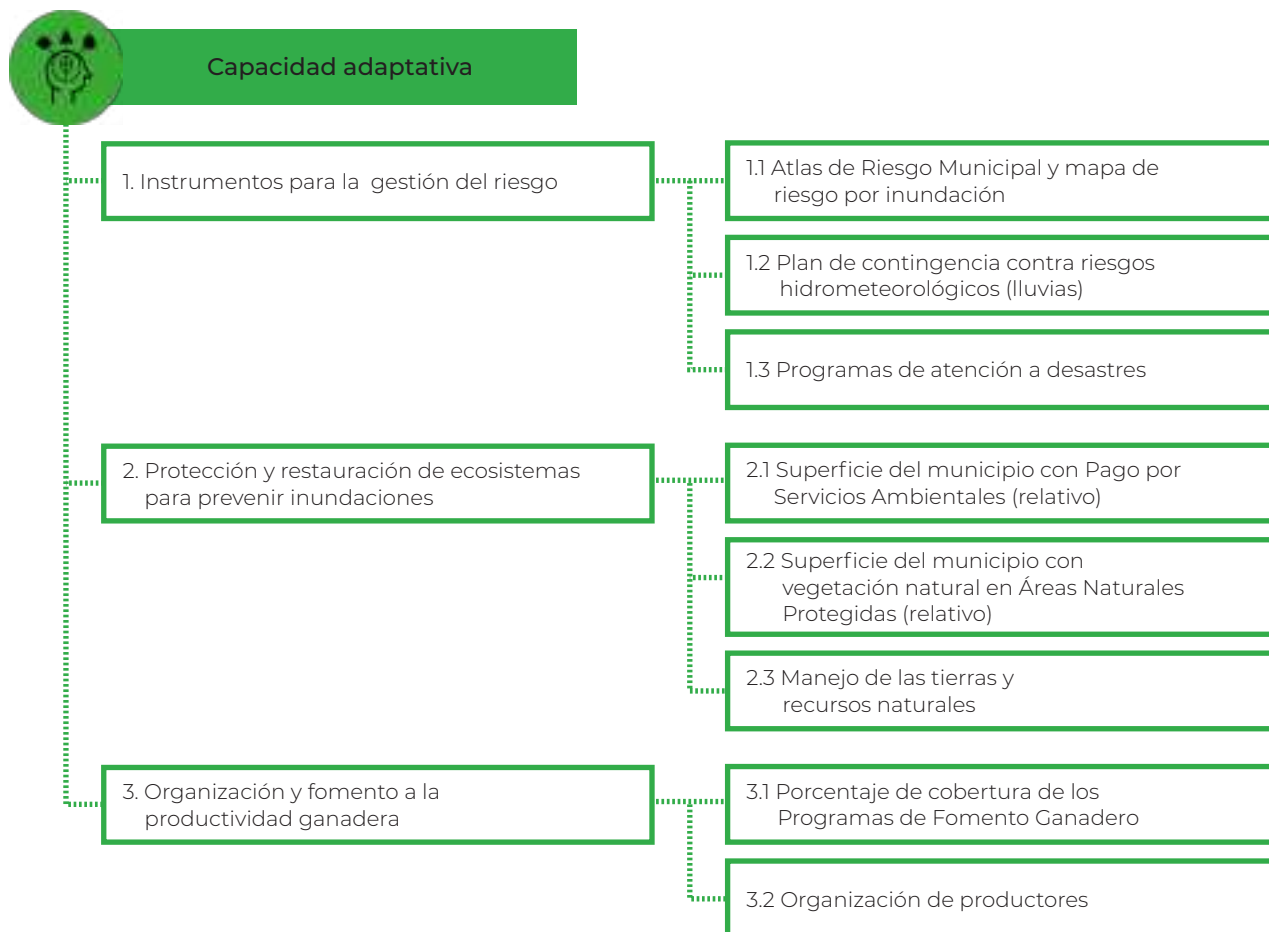 Capacidad adaptativa
1. Instrumentos para la gestión del riesgo
1.1 Atlas de Riesgo Municipal y mapa de
riesgo por inundación
1.2 Plan de contingencia contra riesgos
hidrometeorológicos (lluvias)
1.3 Programas de atención a desastres
2. Protección y restauración de ecosistemas
para prevenir inundaciones
2.1 Superficie del municipio con Pago por
Servicios Ambientales (relativo)
2.2 Superficie del municipio con
vegetación natural en Áreas Naturales
Protegidas (relativo)
2.3 Manejo de las tierras y
recursos naturales
3. Organización y fomento a la
productividad ganadera
3.1 Porcentaje de cobertura de los
Programas de Fomento Ganadero
3.2 Organización de productores